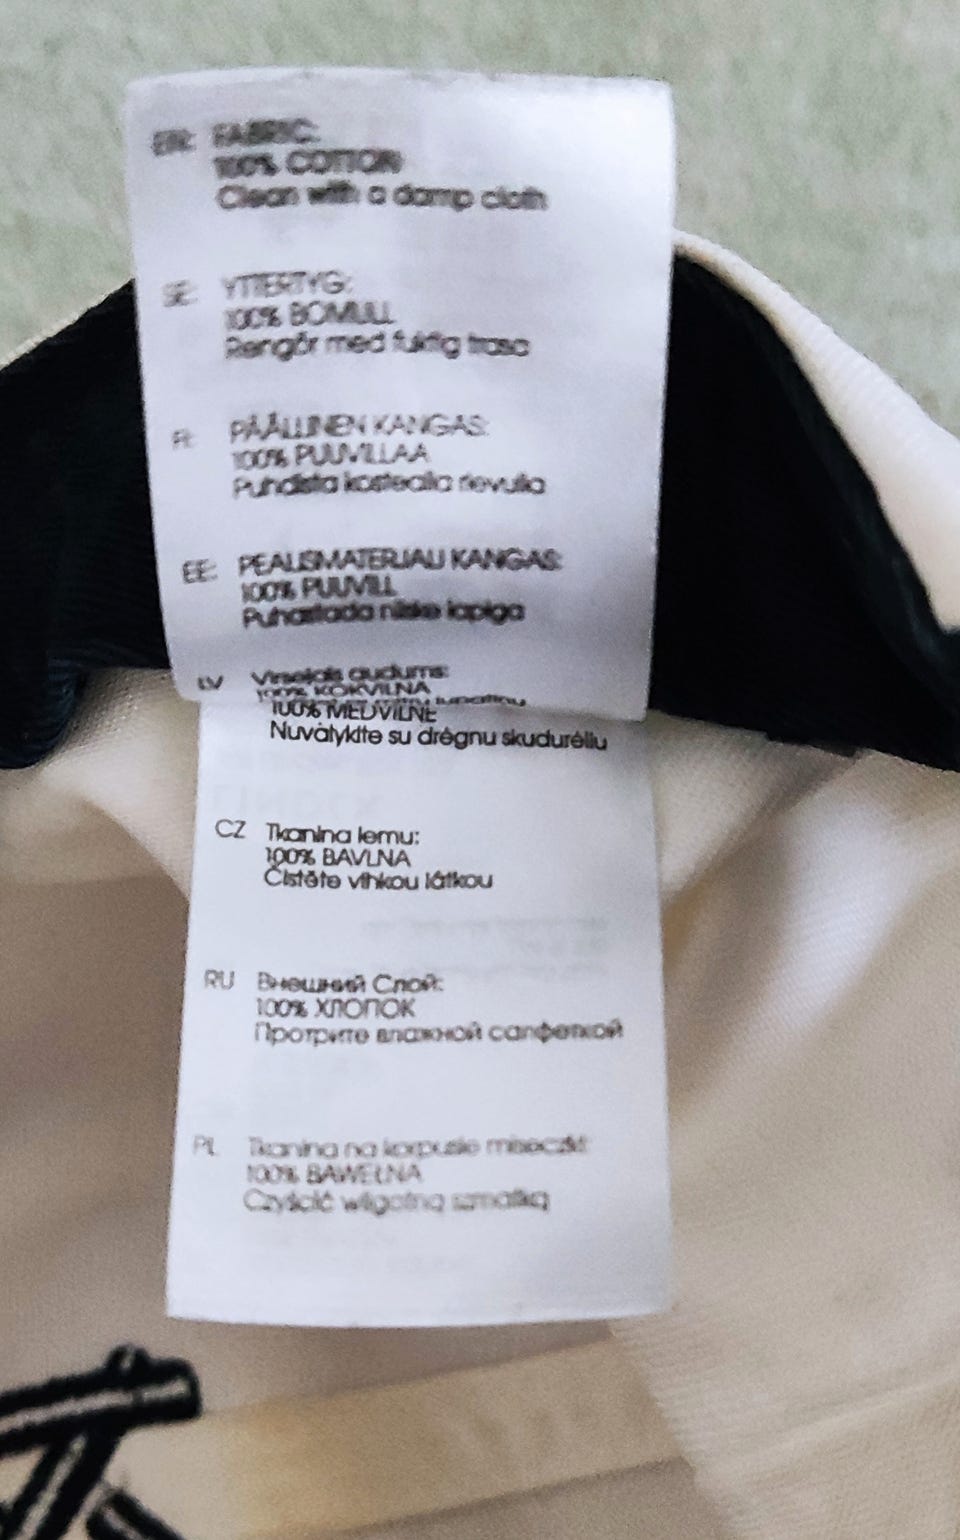 EN: FABRIC:
100% COTTON
Clean with a damp cloth
SE: YTTERTYG:
100% BOMULL
Rengör med fuktig trasa
FI: PÄÄLLINEN KANGAS:
100% PUUVILLAA
Puhdista kostealla rievulla
EE: PEALISMATERJALI KANGAS:
100% PUUVILL
Puhastada niiske lapiga
LV Virsējais audums:
100% KOKVILNA
100% MEDVILNĖ
Nuvalykite su drėgnu skudurėliu
CZ Tkanina lemu:
100% BAVLNA
Čistěte vlhkou látkou
RU Внешний Слой:
100% ХЛОПОК
Протрите влажной салфеткой
PL Tkanina na korpusie miseczki:
100% BAWEŁNA
Czyścić wilgotną szmatką